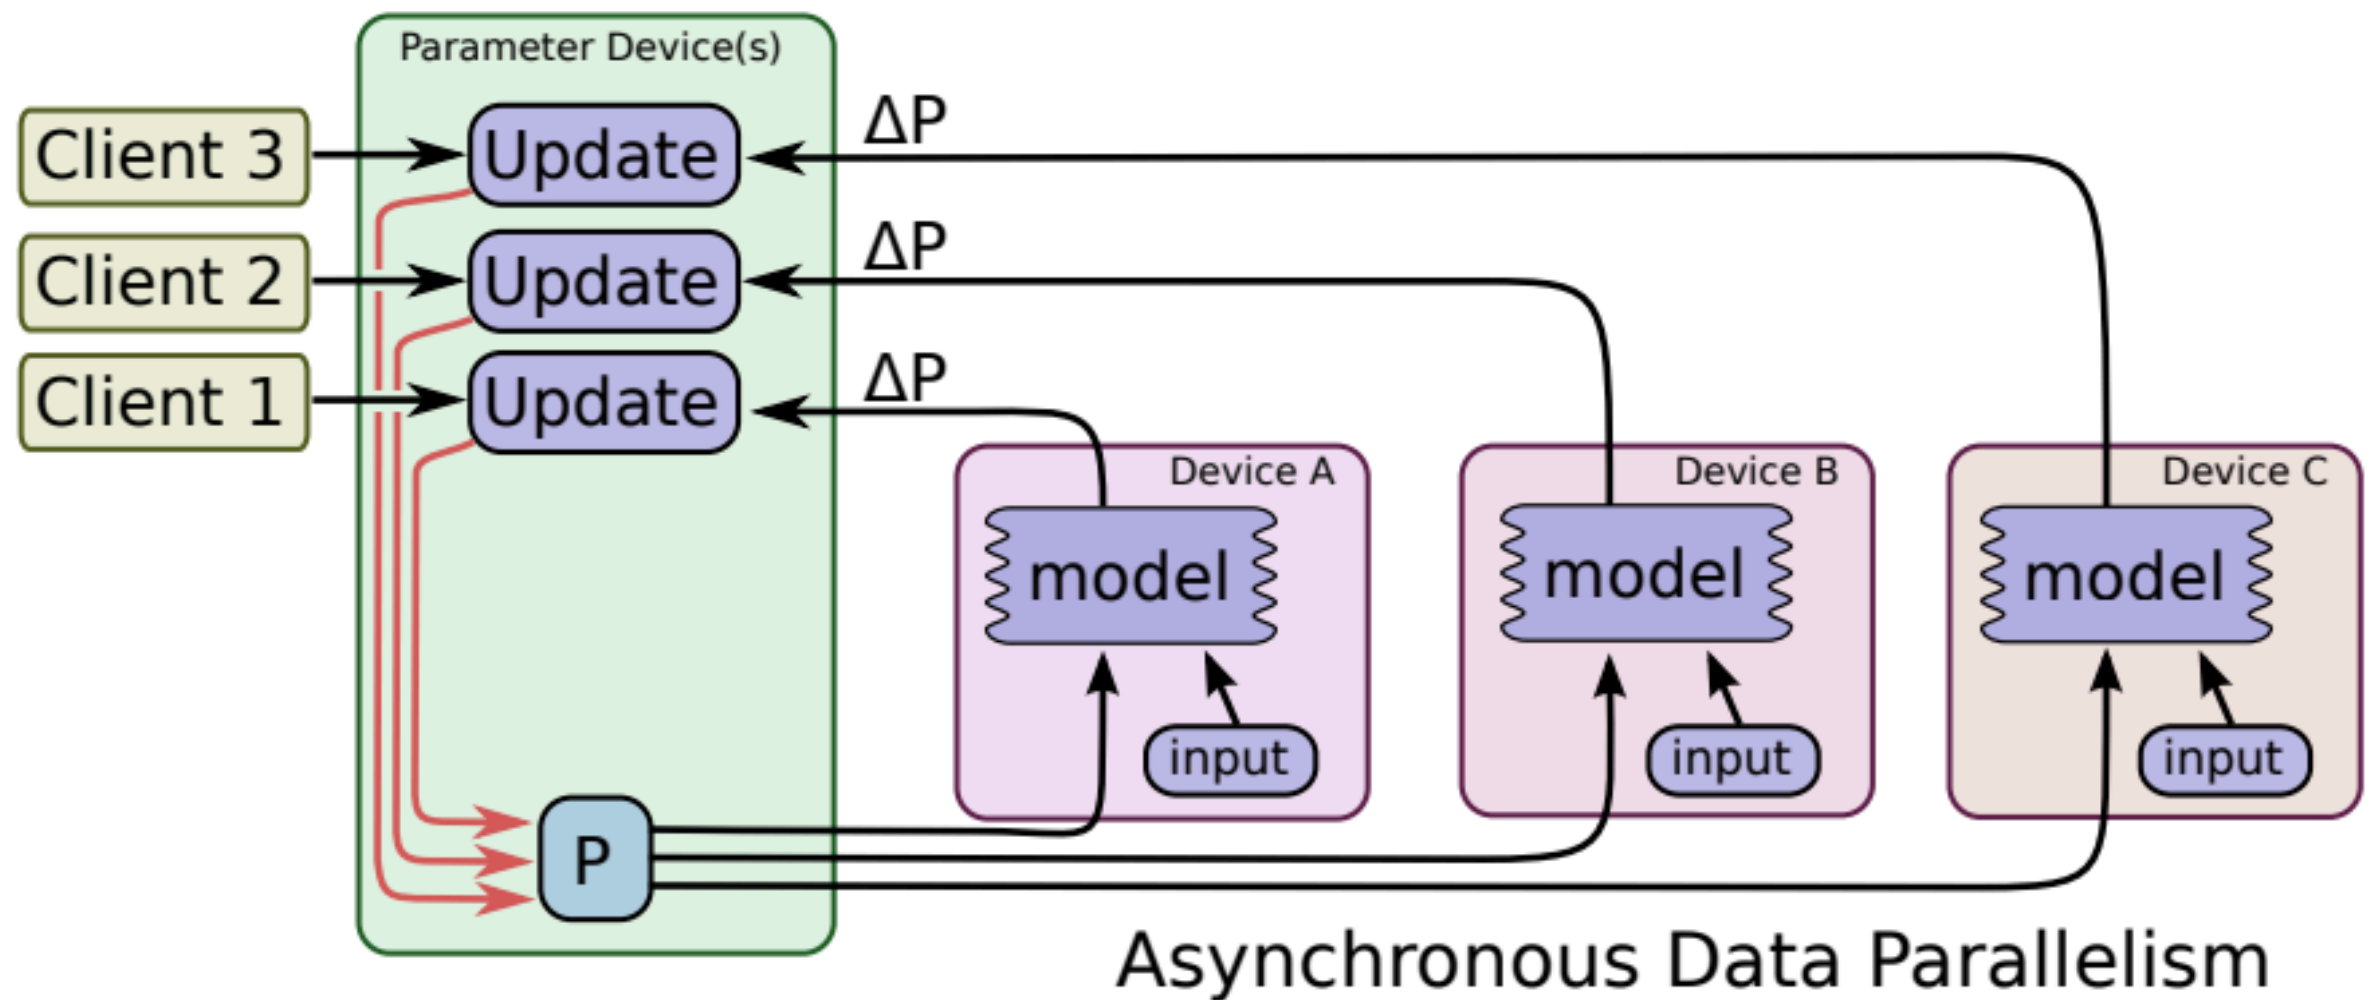 Parameter Device(s)
Client 3
Update
ΔP
Client 2
Update
ΔP
Client 1
Update
ΔP
Device A
model
input
Device B
model
input
Device C
model
input
P
Asynchronous Data Parallelism